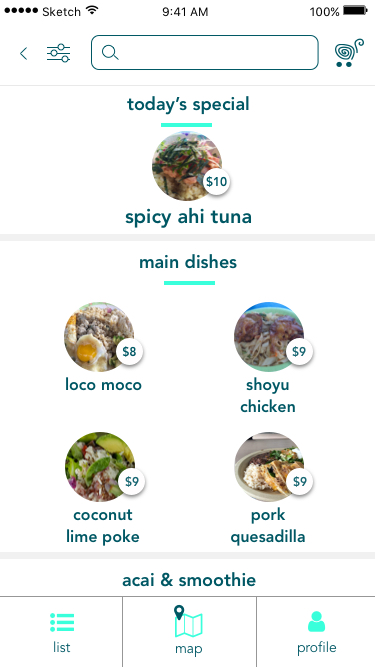 Sketch 9:41 AM 100%
today's special
$10
spicy ahi tuna
main dishes
$8 $9
loco moco shoyu
chicken
$9 $9
coconut pork
lime poke quesadilla
acai & smoothie
list map profile